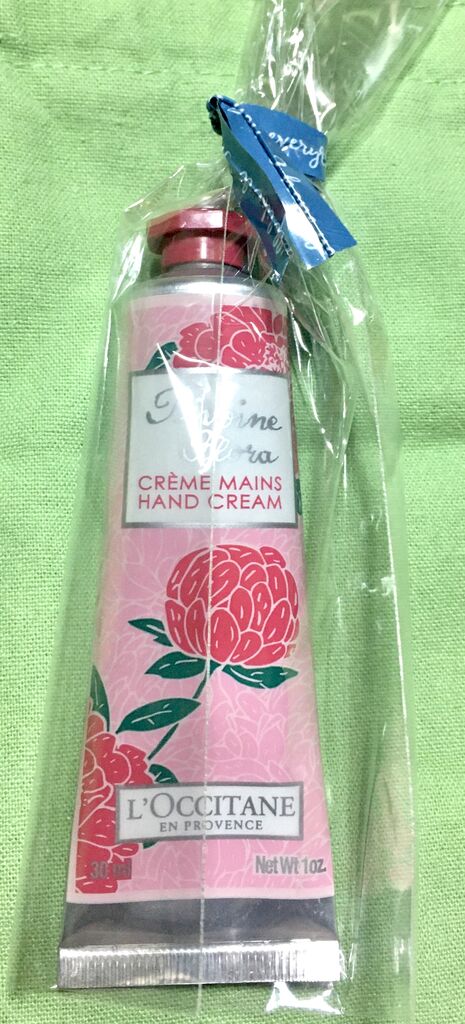 Pivoine
Flora
CRÈME MAINS
HAND CREAM
L'OCCITANE
EN PROVENCE
30 ml
Net Wt 1oz.